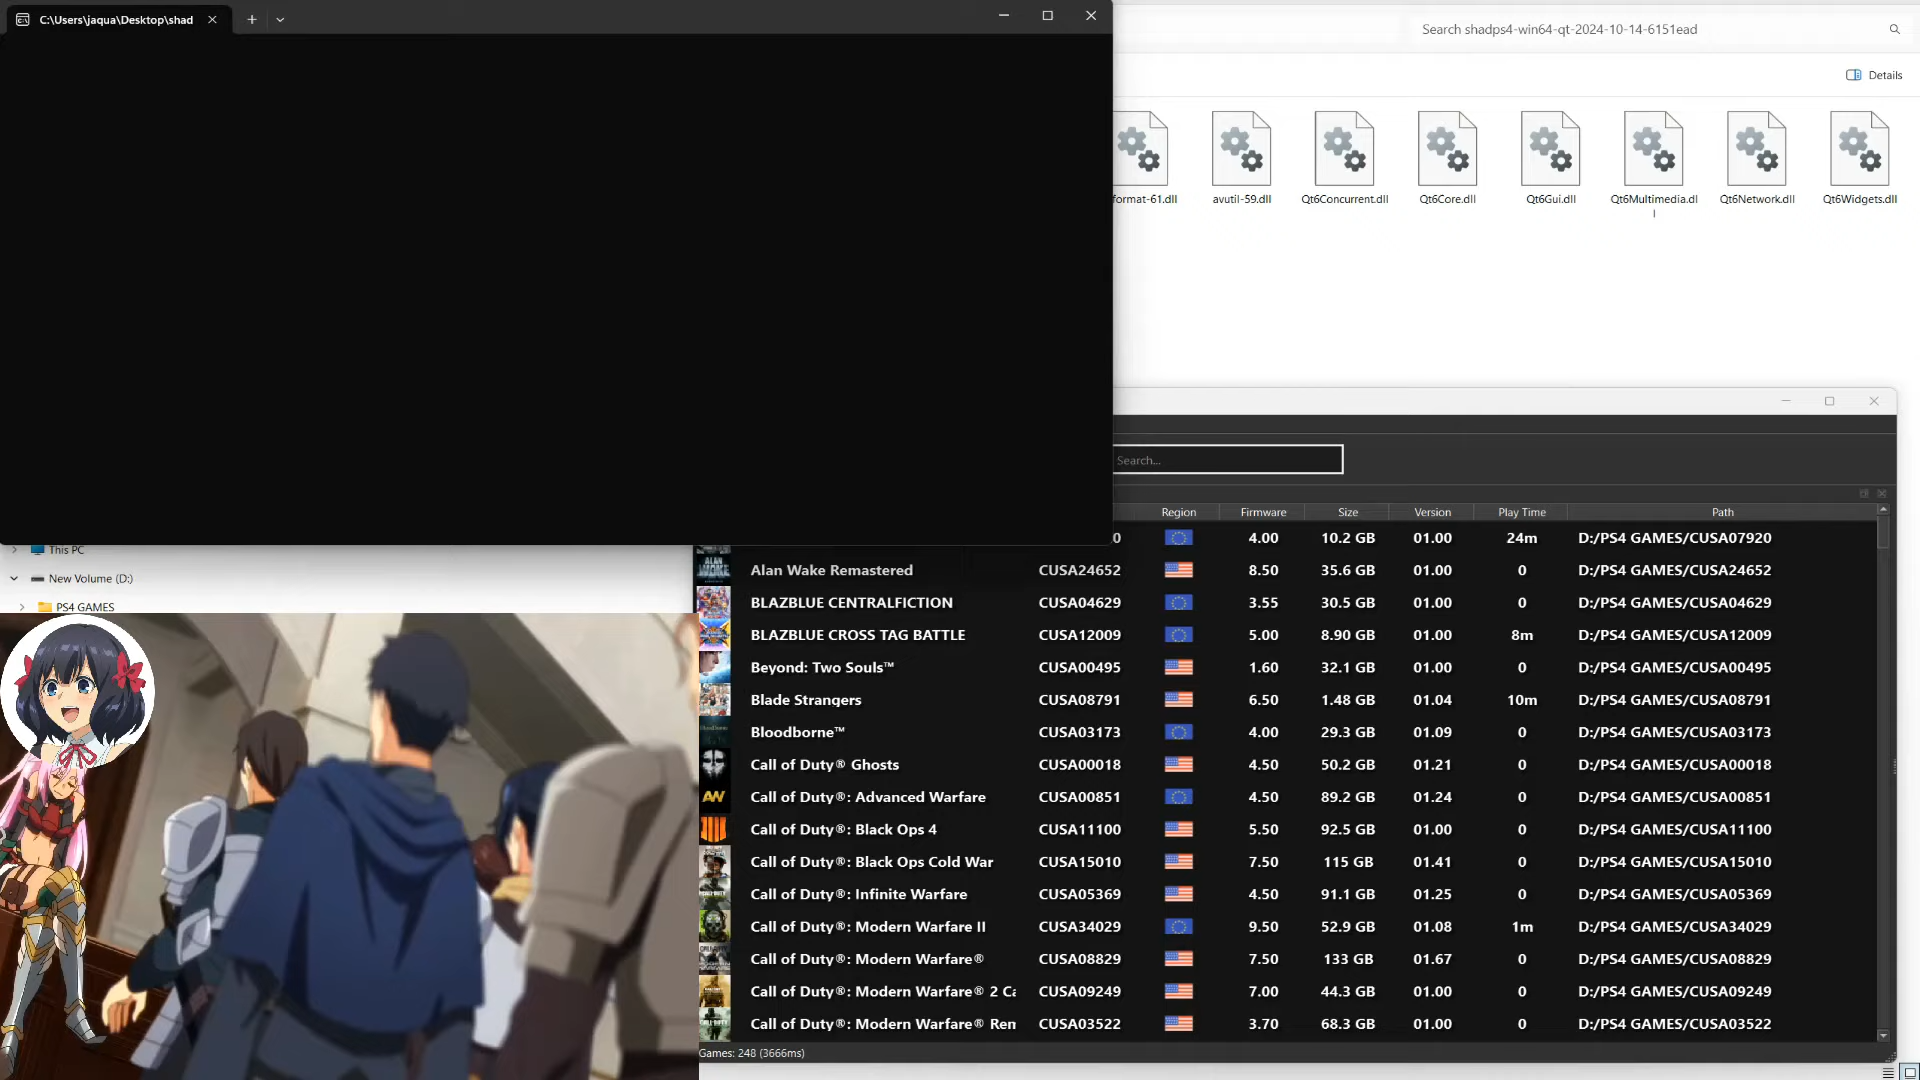 C:\Users\jaqua\Desktop\shad
Search shadps4-win64-qt-2024-10-14-6151ead
Details
format-61.dll
avutil-59.dll
Qt6Concurrent.dll
Qt6Core.dll
Qt6Gui.dll
Qt6Multimedia.dl
l
Qt6Network.dll
Qt6Widgets.dll
Search...
Region Firmware Size Version Play Time Path
0 4.00 10.2 GB 01.00 24m D:/PS4 GAMES/CUSA07920
Alan Wake Remastered CUSA24652 8.50 35.6 GB 01.00 0 D:/PS4 GAMES/CUSA24652
BLAZBLUE CENTRALFICTION CUSA04629 3.55 30.5 GB 01.00 0 D:/PS4 GAMES/CUSA04629
BLAZBLUE CROSS TAG BATTLE CUSA12009 5.00 8.90 GB 01.00 8m D:/PS4 GAMES/CUSA12009
Beyond: Two Souls™ CUSA00495 1.60 32.1 GB 01.00 0 D:/PS4 GAMES/CUSA00495
Blade Strangers CUSA08791 6.50 1.48 GB 01.04 10m D:/PS4 GAMES/CUSA08791
Bloodborne™ CUSA03173 4.00 29.3 GB 01.09 0 D:/PS4 GAMES/CUSA03173
Call of Duty® Ghosts CUSA00018 4.50 50.2 GB 01.21 0 D:/PS4 GAMES/CUSA00018
Call of Duty®: Advanced Warfare CUSA00851 4.50 89.2 GB 01.24 0 D:/PS4 GAMES/CUSA00851
Call of Duty®: Black Ops 4 CUSA11100 5.50 92.5 GB 01.00 0 D:/PS4 GAMES/CUSA11100
Call of Duty®: Black Ops Cold War CUSA15010 7.50 115 GB 01.41 0 D:/PS4 GAMES/CUSA15010
Call of Duty®: Infinite Warfare CUSA05369 4.50 91.1 GB 01.25 0 D:/PS4 GAMES/CUSA05369
Call of Duty®: Modern Warfare II CUSA34029 9.50 52.9 GB 01.08 1m D:/PS4 GAMES/CUSA34029
Call of Duty®: Modern Warfare® CUSA08829 7.50 133 GB 01.67 0 D:/PS4 GAMES/CUSA08829
Call of Duty®: Modern Warfare® 2 Ca CUSA09249 7.00 44.3 GB 01.00 0 D:/PS4 GAMES/CUSA09249
Call of Duty®: Modern Warfare® Rem CUSA03522 3.70 68.3 GB 01.00 0 D:/PS4 GAMES/CUSA03522
Games: 248 (3666ms)
This PC
New Volume (D:)
PS4 GAMES
ALAN
WAKE
AW